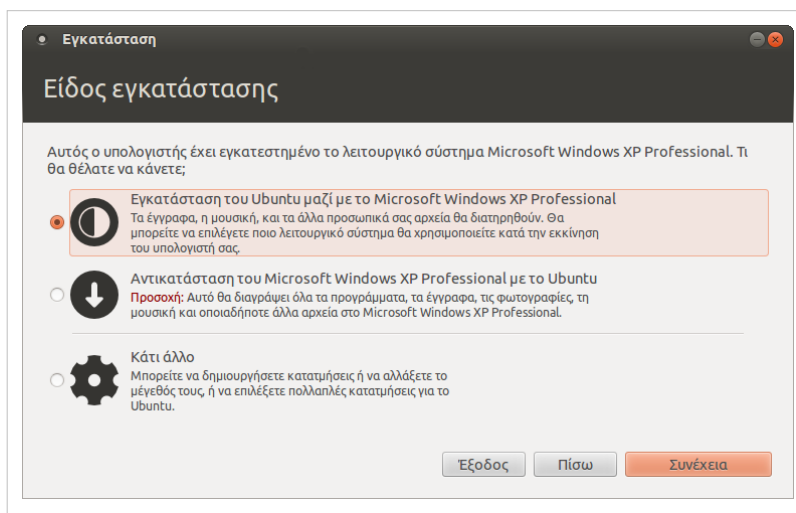 Εγκατάσταση
Είδος εγκατάστασης
Αυτός ο υπολογιστής έχει εγκατεστημένο το λειτουργικό σύστημα Microsoft Windows XP Professional. Τι
θα θέλατε να κάνετε;
Εγκατάσταση του Ubuntu μαζί με το Microsoft Windows XP Professional
Τα έγγραφα, η μουσική, και τα άλλα προσωπικά σας αρχεία θα διατηρηθούν. Θα
μπορείτε να επιλέγετε ποιο λειτουργικό σύστημα θα χρησιμοποιείτε κατά την εκκίνηση
του υπολογιστή σας.
Αντικατάσταση του Microsoft Windows XP Professional με το Ubuntu
Προσοχή: Αυτό θα διαγράψει όλα τα προγράμματα, τα έγγραφα, τις φωτογραφίες, τη
μουσική και οποιαδήποτε άλλα αρχεία στο Microsoft Windows XP Professional.
Κάτι άλλο
Μπορείτε να δημιουργήσετε κατατμήσεις ή να αλλάξετε το
μέγεθός τους, ή να επιλέξετε πολλαπλές κατατμήσεις για το
Ubuntu.
Έξοδος Πίσω Συνέχεια